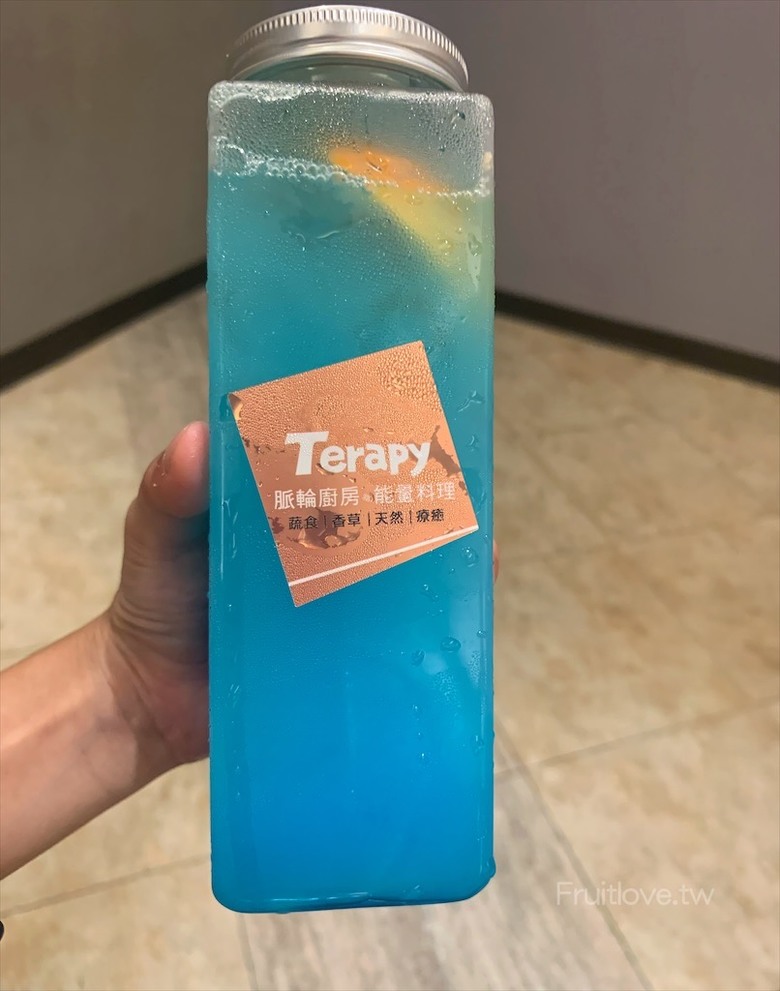 Terapy
脈輪廚房 能量料理
蔬食 | 香草 | 天然 | 療癒
Fruitlove.tw